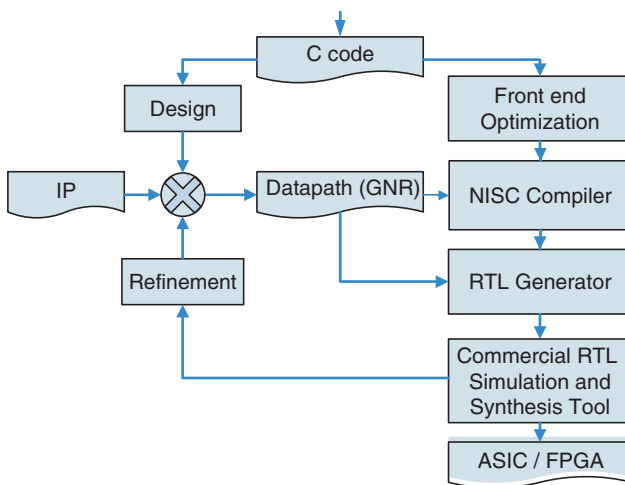 C code
Design
Front end
Optimization
IP
Datapath (GNR)
NISC Compiler
Refinement
RTL Generator
Commercial RTL
Simulation and
Synthesis Tool
ASIC / FPGA